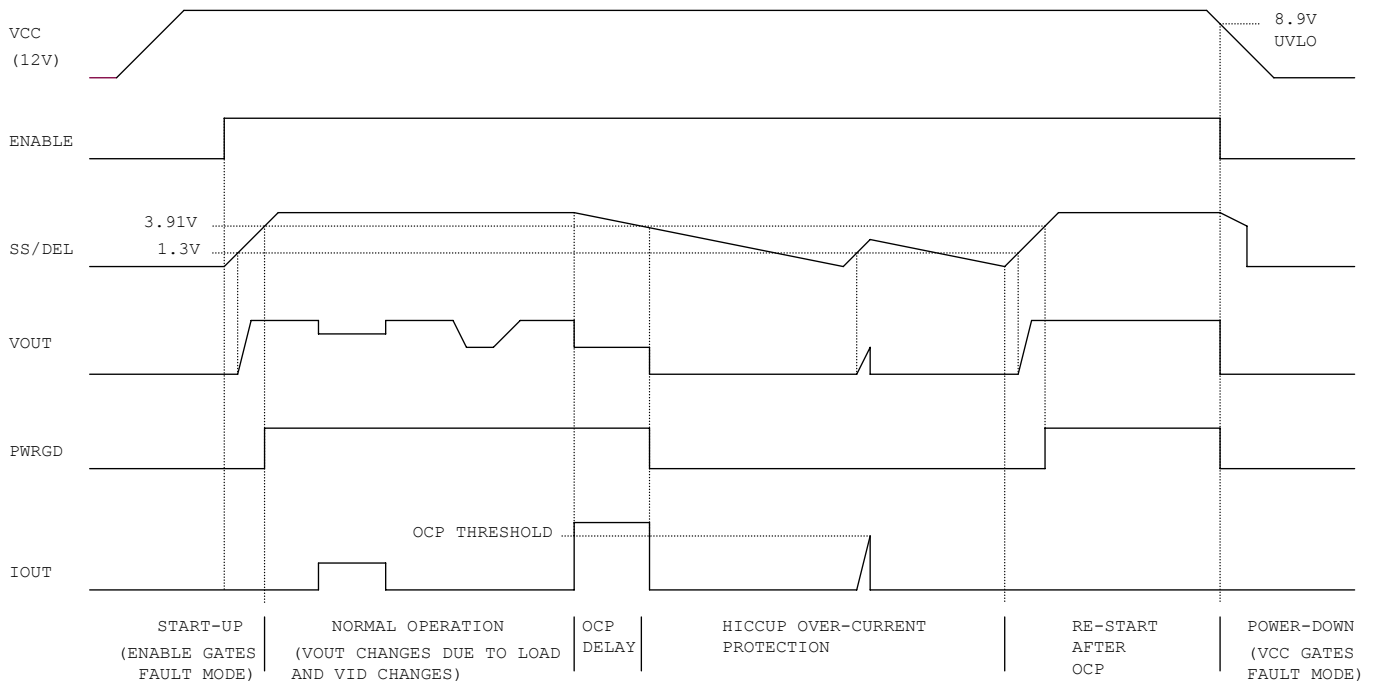 VCC
(12V)
8.9V
UVLO
ENABLE
3.91V
SS/DEL
1.3V
VOUT
PWRGD
OCP THRESHOLD
IOUT
START-UP
(ENABLE GATES
FAULT MODE)
NORMAL OPERATION
(VOUT CHANGES DUE TO LOAD
AND VID CHANGES)
OCP
DELAY
HICCUP OVER-CURRENT
PROTECTION
RE-START
AFTER
OCP
POWER-DOWN
(VCC GATES
FAULT MODE)